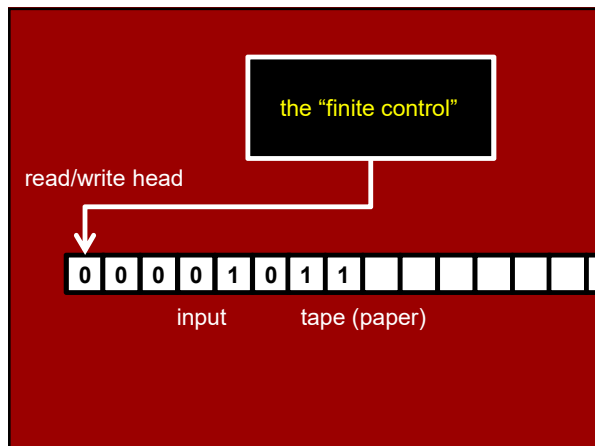 the “finite control”
read/write head
0 0 0 0 1 0 1 1
input tape (paper)